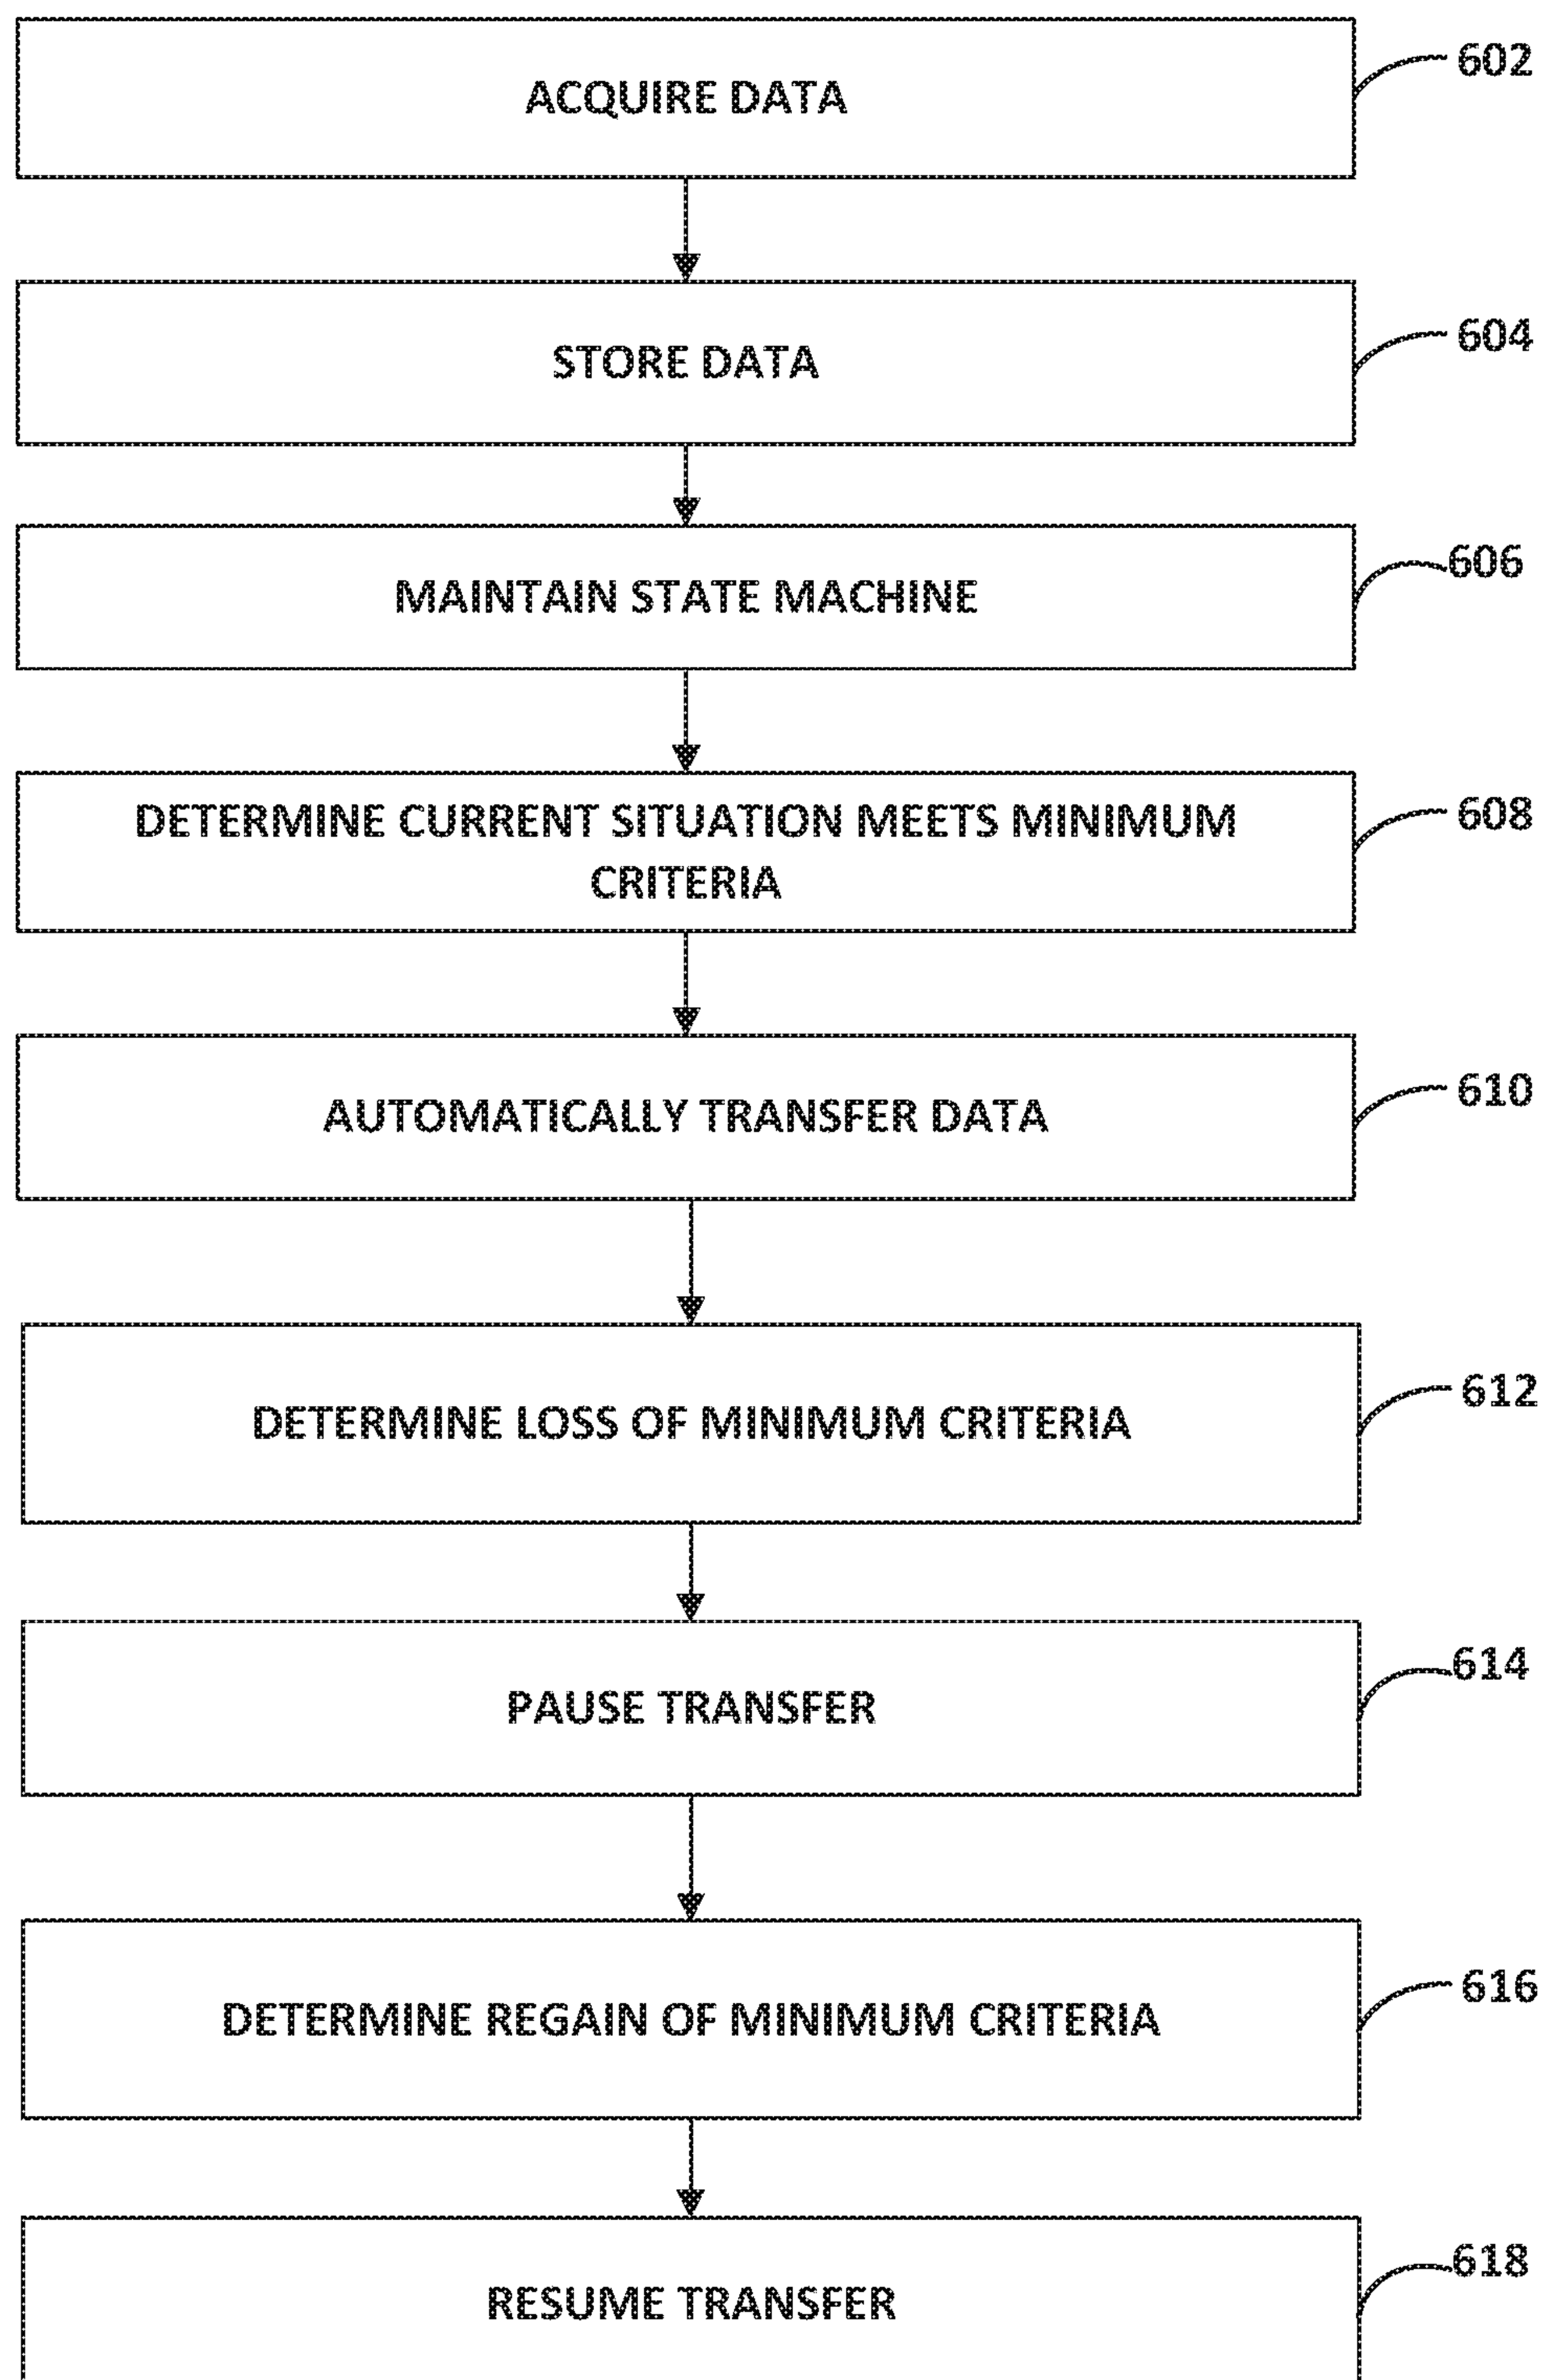 ACQUIRE DATA
602
STORE DATA
604
MAINTAIN STATE MACHINE
606
DETERMINE CURRENT SITUATION MEETS MINIMUM
CRITERIA
608
AUTOMATICALLY TRANSFER DATA
610
DETERMINE LOSS OF MINIMUM CRITERIA
612
PAUSE TRANSFER
614
DETERMINE REGAIN OF MINIMUM CRITERIA
616
RESUME TRANSFER
618